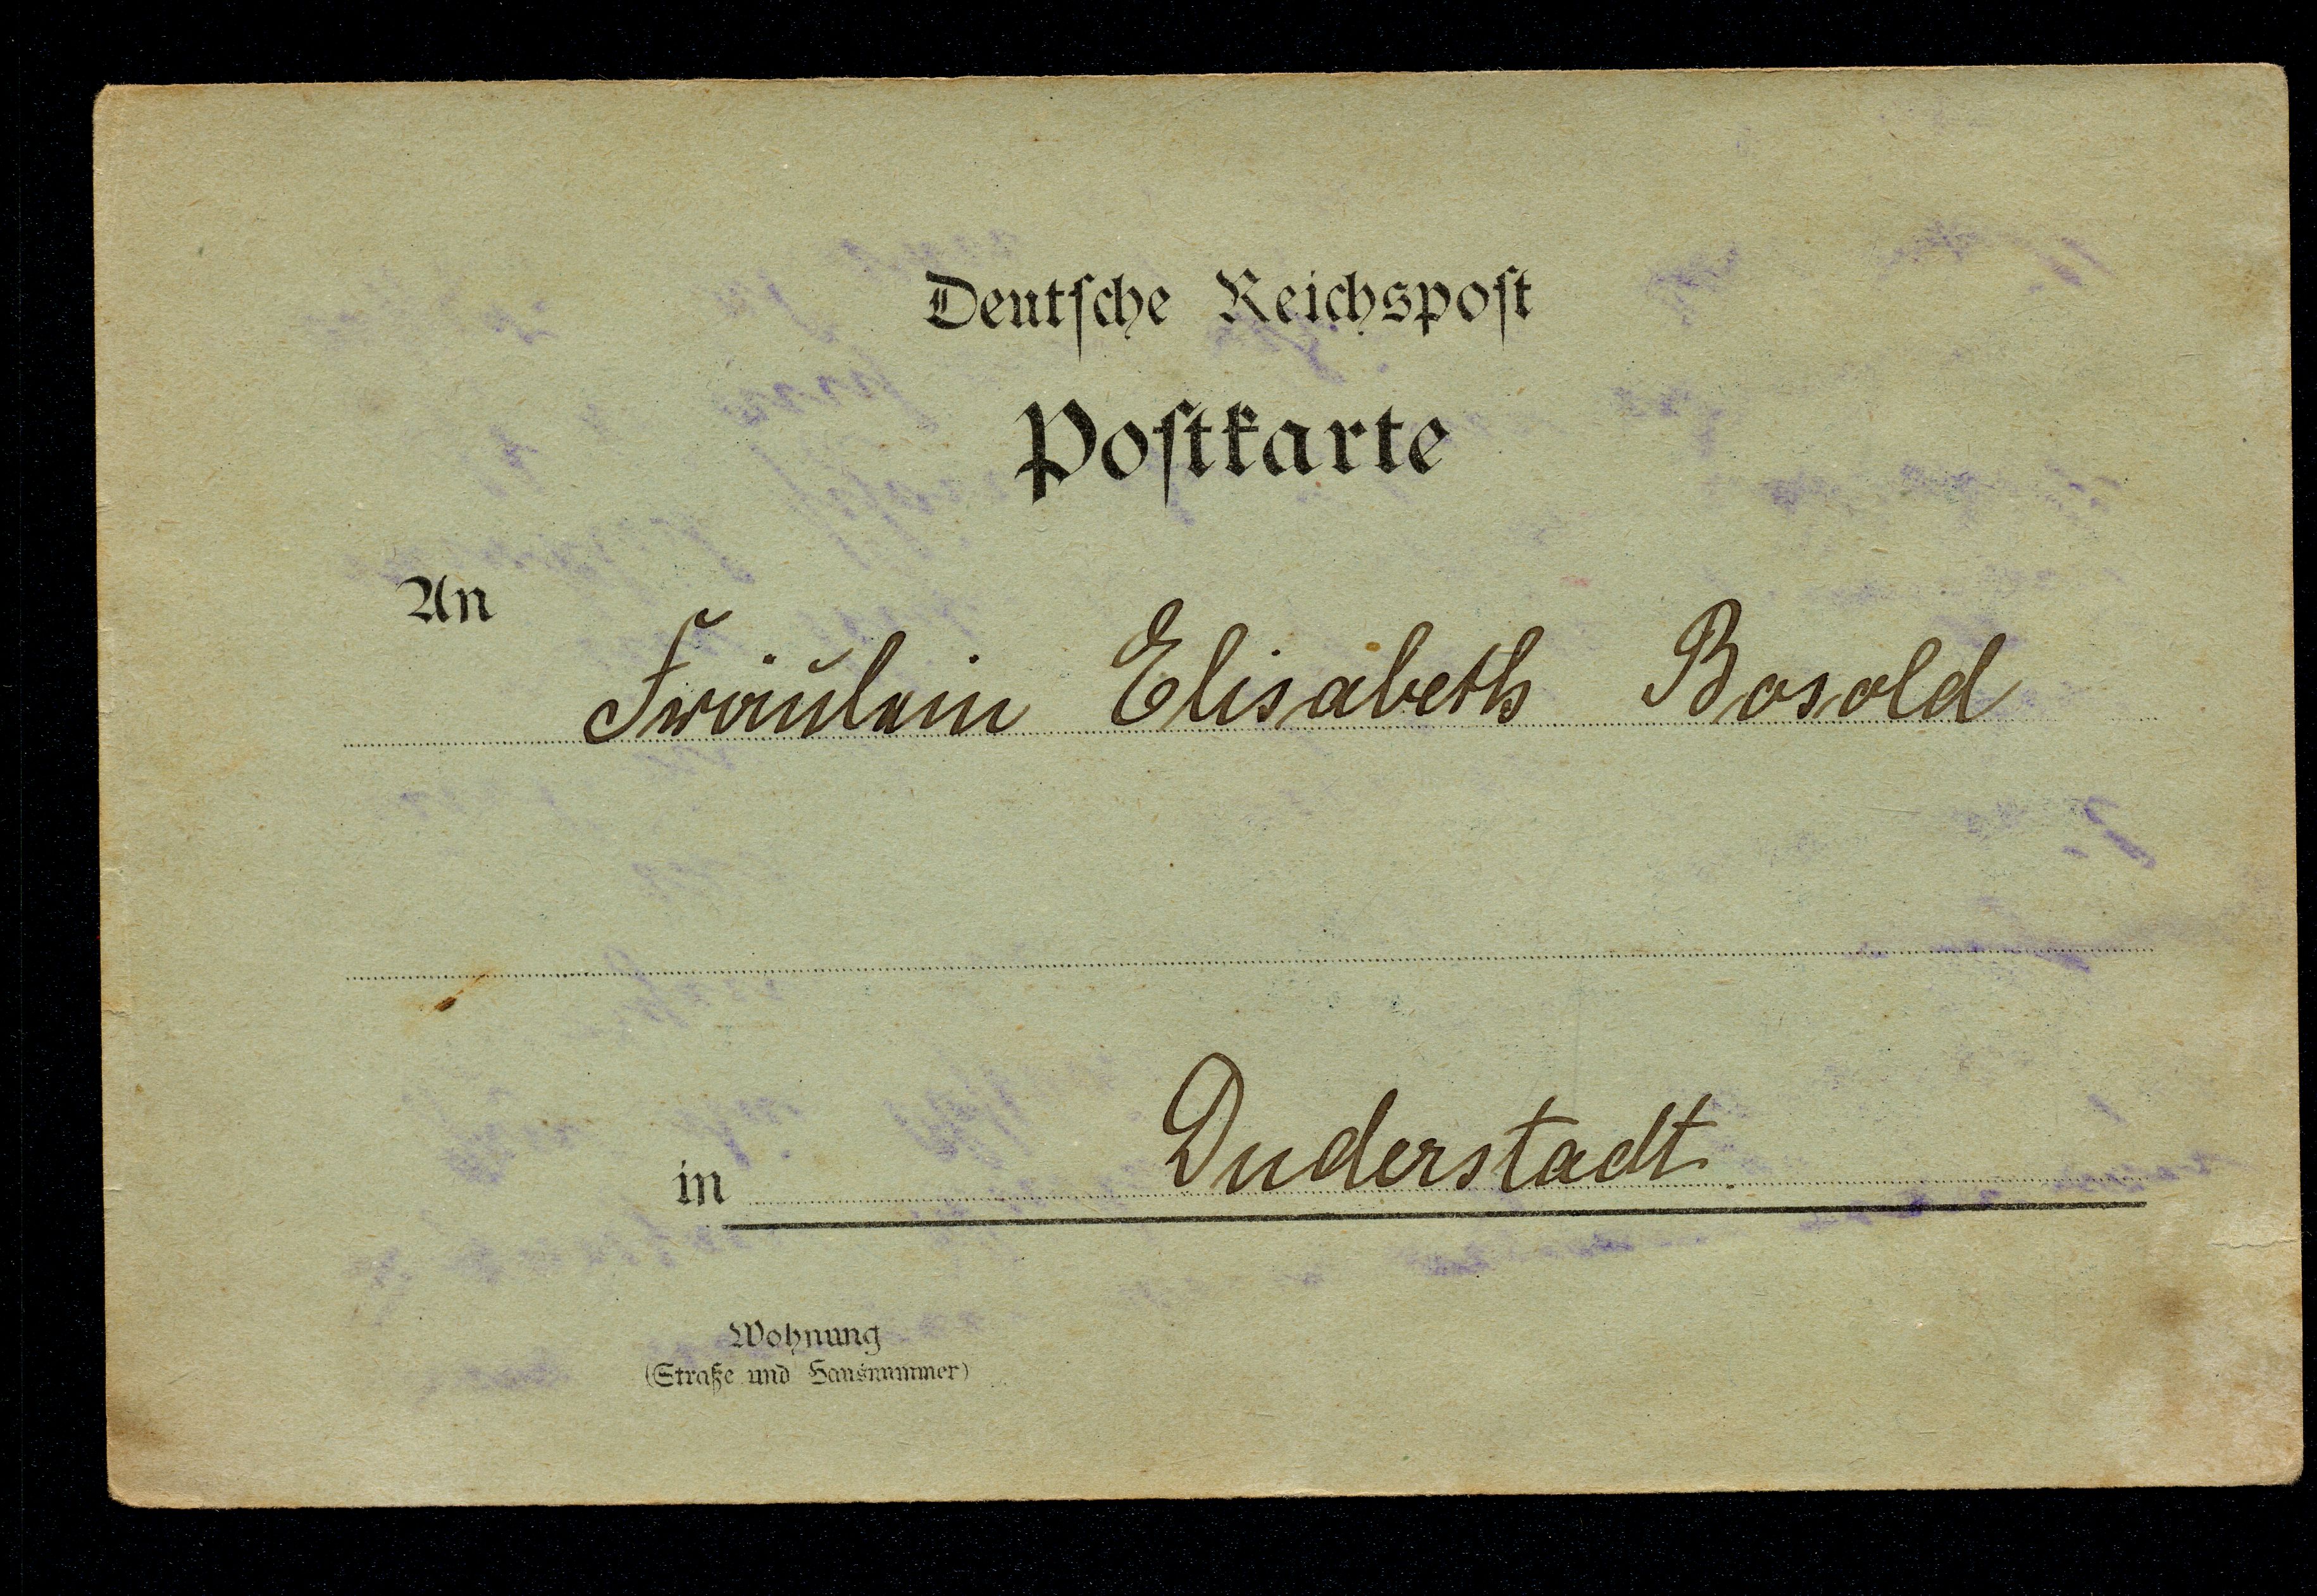 Deutsche Reichspost
Postkarte
An
Fräulein Elisabeth Bosold
in Duderstadt.
Wohnung
(Straße und Hausnummer)